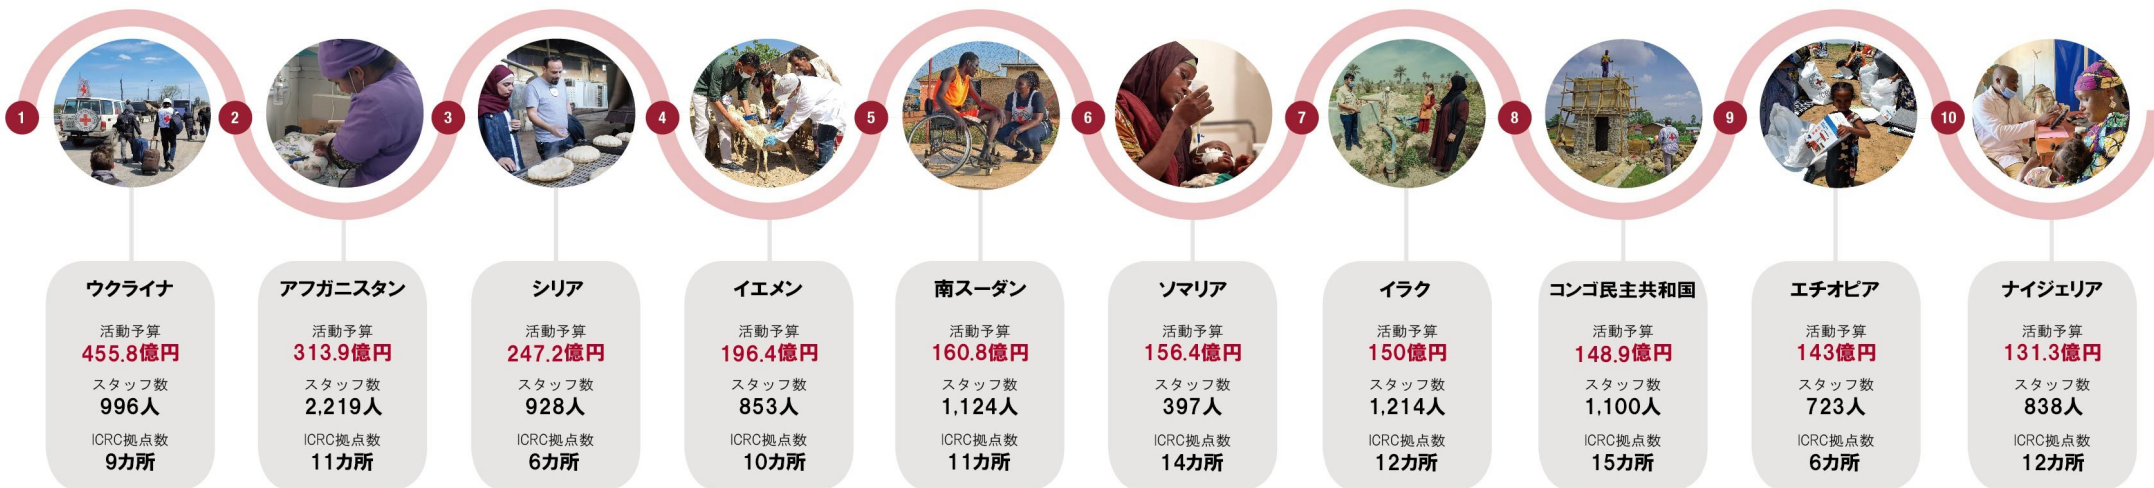 1
2
3
4
5
6
7
8
9
10
ウクライナ
活動予算
455.8億円
スタッフ数
996人
ICRC拠点数
9カ所
アフガニスタン
活動予算
313.9億円
スタッフ数
2,219人
ICRC拠点数
11カ所
シリア
活動予算
247.2億円
スタッフ数
928人
ICRC拠点数
6カ所
イエメン
活動予算
196.4億円
スタッフ数
853人
ICRC拠点数
10カ所
南スーダン
活動予算
160.8億円
スタッフ数
1,124人
ICRC拠点数
11カ所
ソマリア
活動予算
156.4億円
スタッフ数
397人
ICRC拠点数
14カ所
イラク
活動予算
150億円
スタッフ数
1,214人
ICRC拠点数
12カ所
コンゴ民主共和国
活動予算
148.9億円
スタッフ数
1,100人
ICRC拠点数
15カ所
エチオピア
活動予算
143億円
スタッフ数
723人
ICRC拠点数
6カ所
ナイジェリア
活動予算
131.3億円
スタッフ数
838人
ICRC拠点数
12カ所